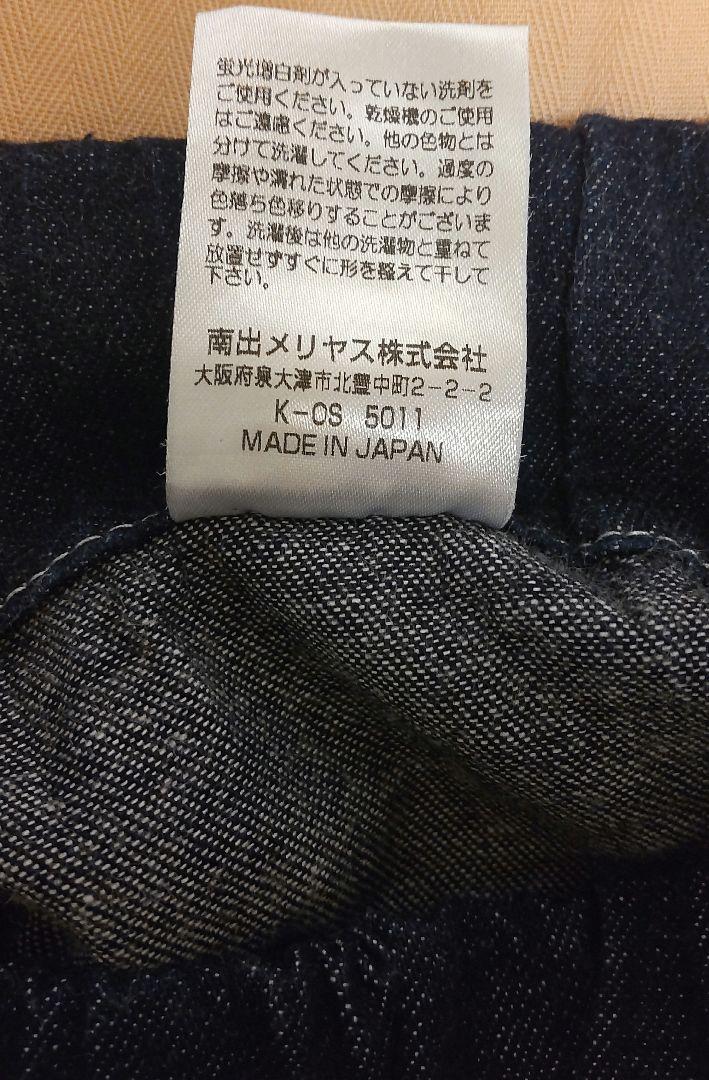 蛍光増白剤が入っていない洗剤を
ご使用ください。乾燥機のご使用
はご遠慮ください。他の色物とは
分けて洗濯してください。過度の
摩擦や濡れた状態での摩擦により
色落ち色移りすることがございま
す。洗濯後は他の洗濯物と重ねて
放置せずすぐに形を整えて干して
下さい。
南出メリヤス株式会社
大阪府泉大津市北豊中町2-2-2
K-OS 5011
MADE IN JAPAN